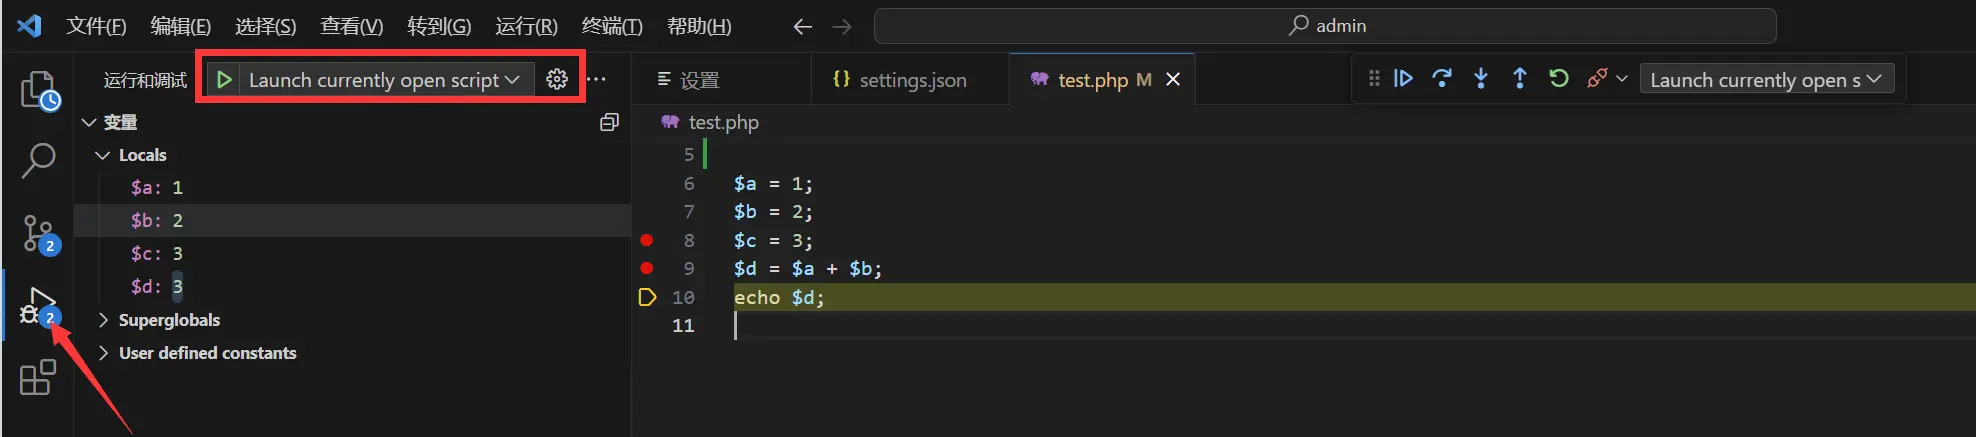 文件(F) 编辑(E) 选择(S) 查看(V) 转到(G) 运行(R) 终端(T) 帮助(H) admin
运行和调试 Launch currently open script ··· 设置 {} settings.json test.php M Launch currently open s
变量 test.php
Locals
$a: 1
$b: 2
$c: 3
$d: 3
Superglobals
User defined constants
2
2
5
6 $a = 1;
7 $b = 2;
8 $c = 3;
9 $d = $a + $b;
10 echo $d;
11